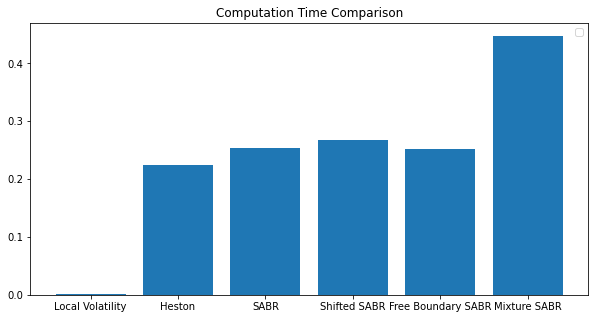 Computation Time Comparison
0.4
0.3
0.2
0.1
0.0
Local Volatility Heston SABR Shifted SABR Free Boundary SABR Mixture SABR